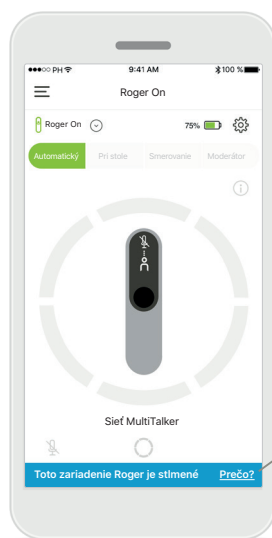 PH 9:41 AM 100 %
Roger On
Roger On 75%
Automatický Pri stole Smerovanie Moderátor
on
Sieť MultiTalker
Toto zariadenie Roger je stlmené Prečo?